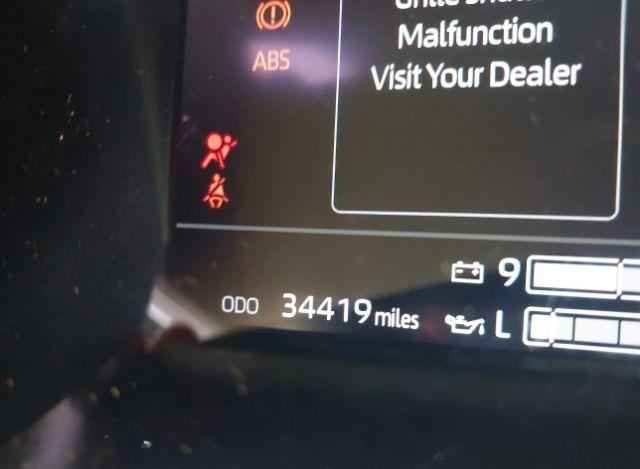 Malfunction
ABS
Visit Your Dealer
9
ODO 34419 miles
L